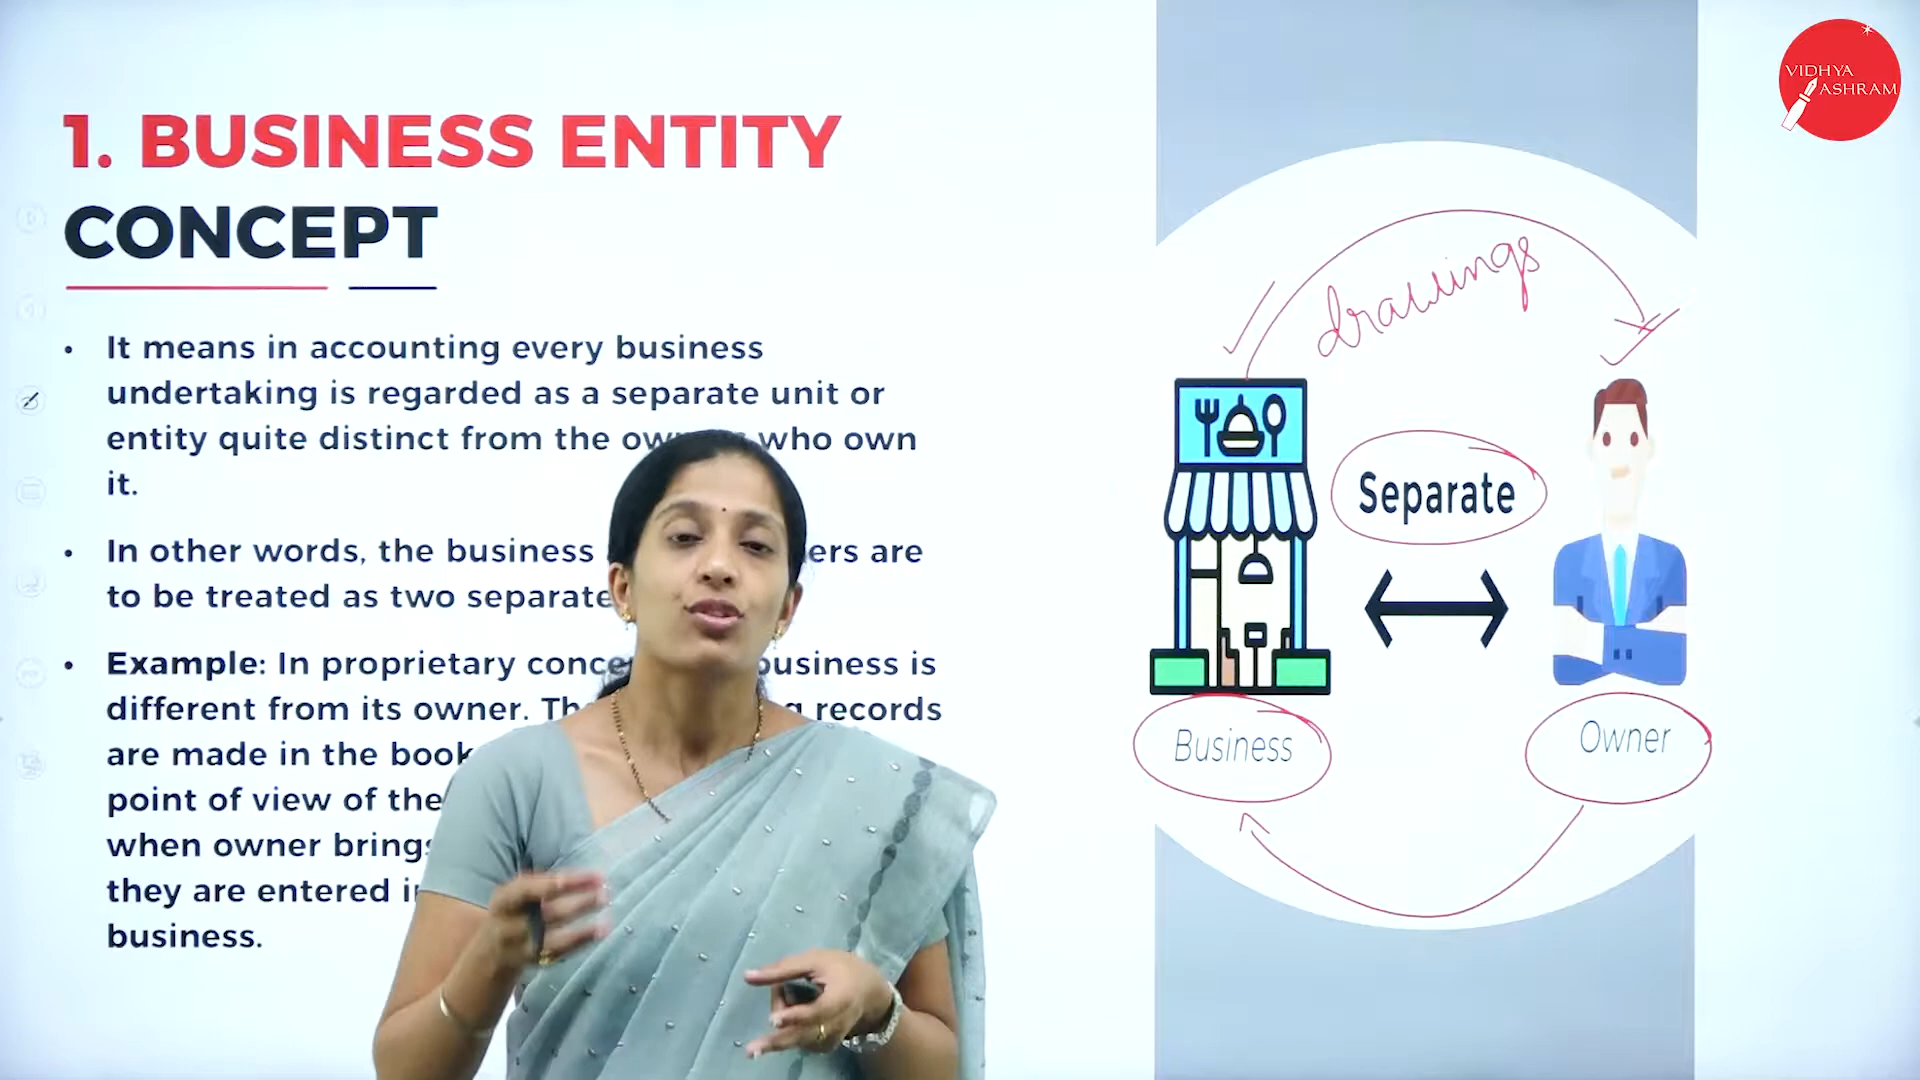 1. BUSINESS ENTITY
CONCEPT
• It means in accounting every business
undertaking is regarded as a separate unit or
entity quite distinct from the who own
it.
• In other words, the business are
to be treated as two separate
• Example: In proprietary business is
different from its owner. records
are made in the book
point of view of the
when owner brings
they are entered
business.
VIDHYA
ASHRAM
drawings
Separate
Business
Owner